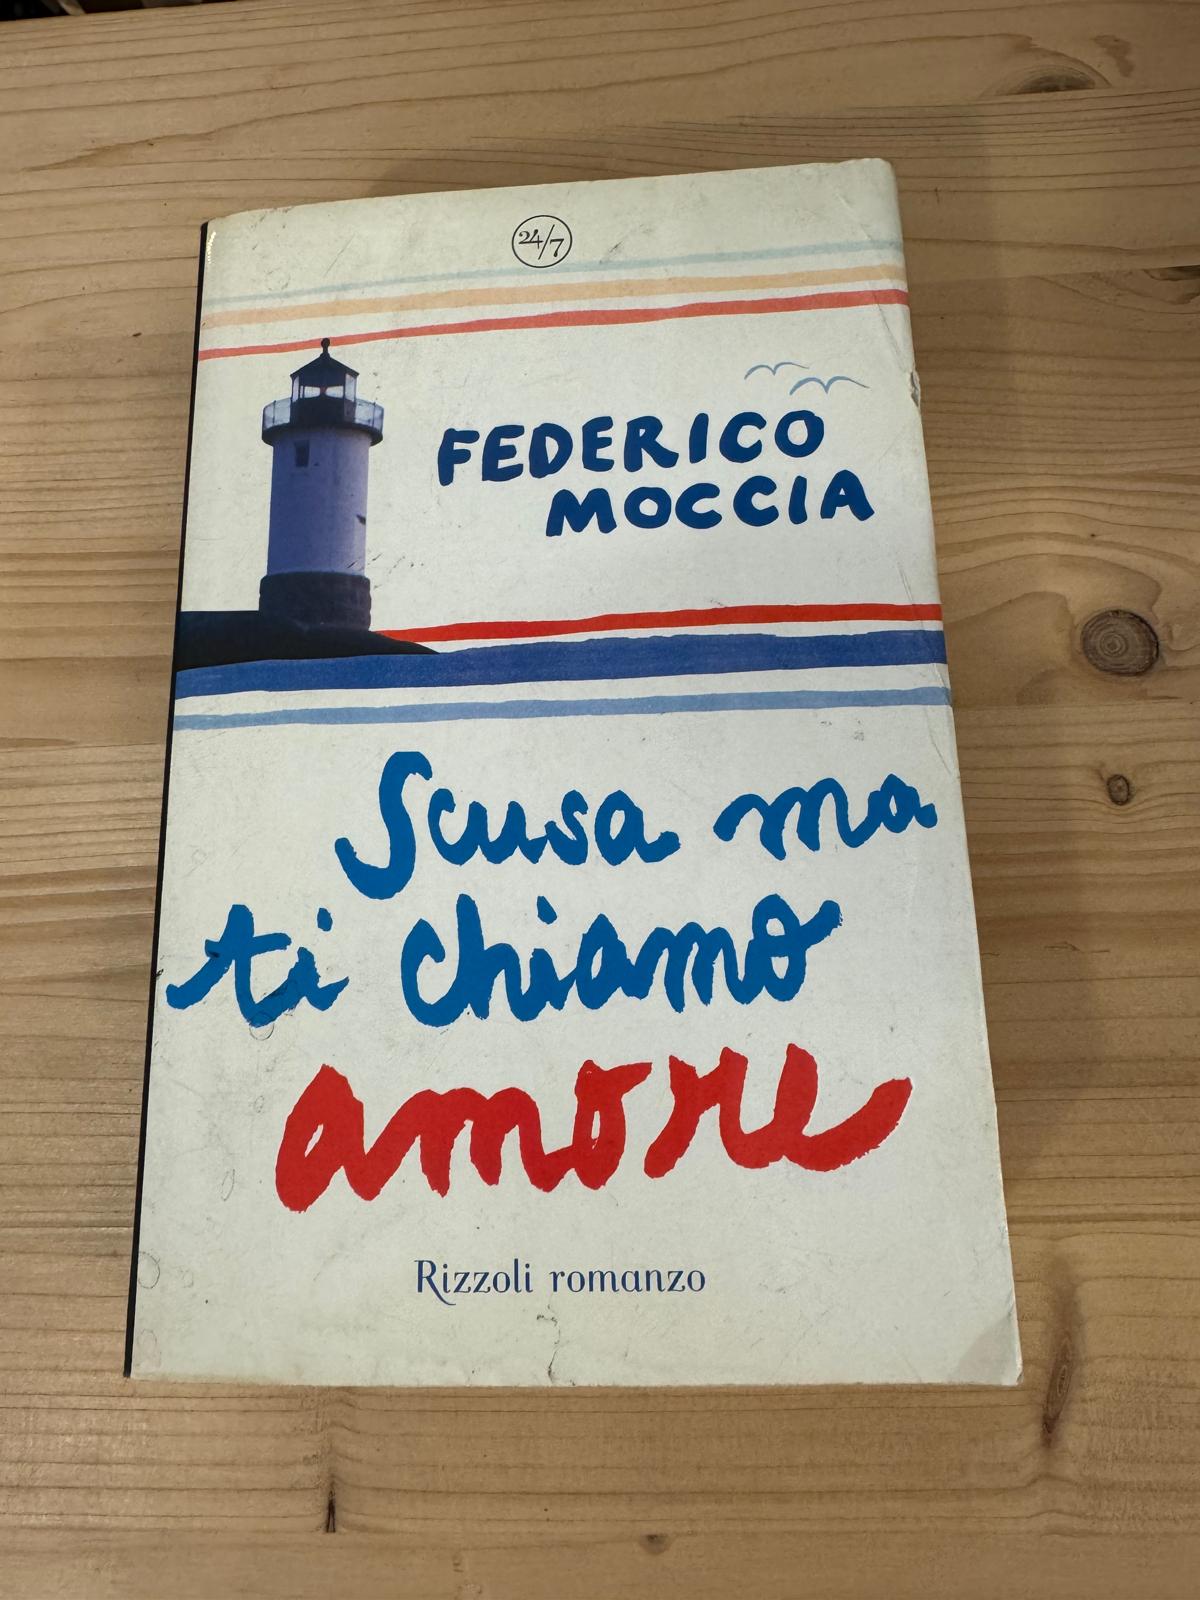 24/7
FEDERICO
MOCCIA
Scusa ma
ti chiamo
amore
Rizzoli romanzo